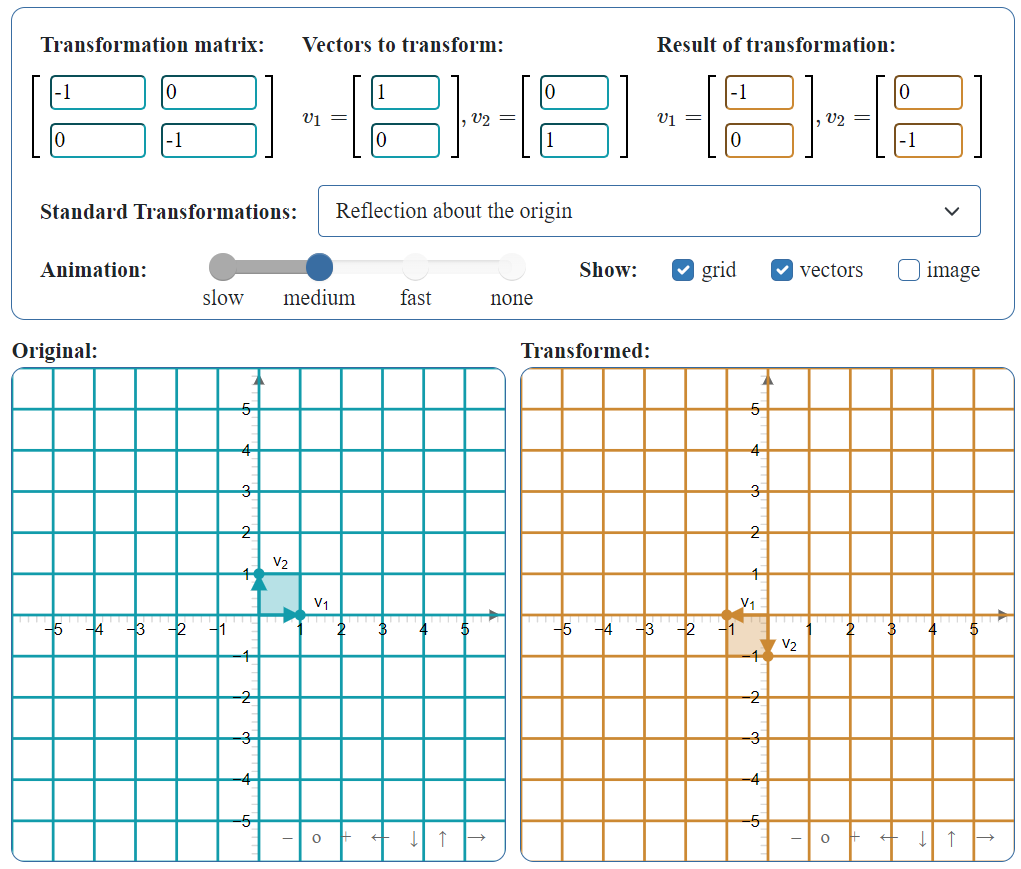 Transformation matrix: Vectors to transform: Result of transformation:
-1 0 1 0 -1 0
v1 = , v2 = v1 = , v2 =
0 -1 0 1 0 -1
Standard Transformations: Reflection about the origin
Animation: Show: grid vectors image
slow medium fast none
Original: Transformed:
5 5
4 4
3 3
2 2
v2
1 1
v1 v1
−5 −4 −3 −2 −1 1 2 3 4 5 −5 −4 −3 −2 −1 1 2 3 4 5
v2
−1 −1
−2 −2
−3 −3
−4 −4
−5 −5
− o + ← ↓ ↑ → − o + ← ↓ ↑ →